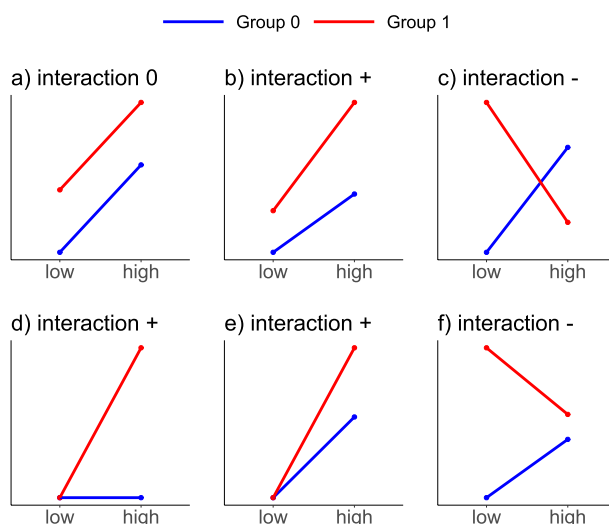 Group 0 Group 1
a) interaction 0 b) interaction + c) interaction -
low high low high low high
d) interaction + e) interaction + f) interaction -
low high low high low high